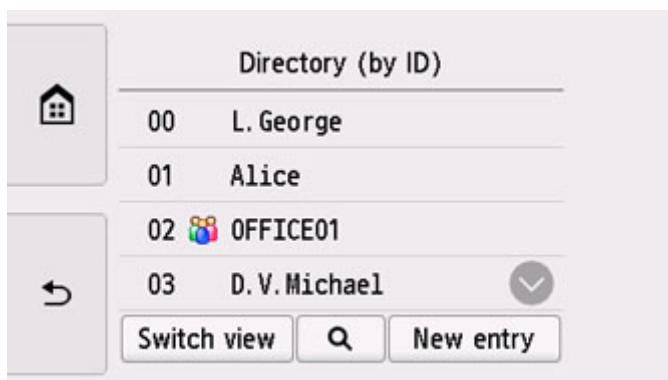 Directory (by ID)
00 L.George
01 Alice
02 OFFICE01
03 D.V.Michael
Switch view New entry